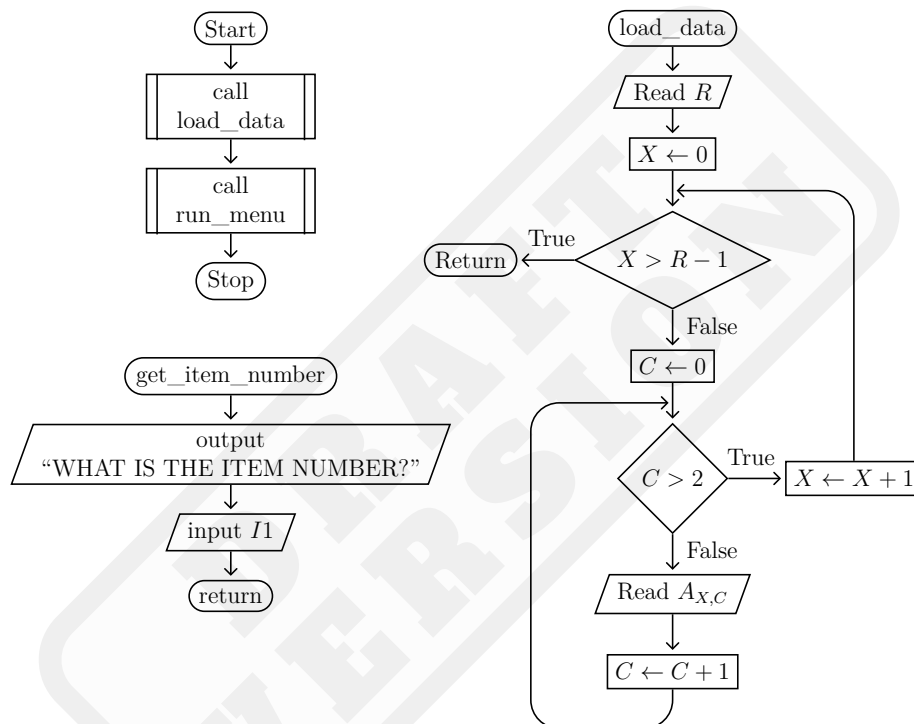 Start
call
load_data
call
run_menu
Stop
get_item_number
output
“WHAT IS THE ITEM NUMBER?”
input I1
return
load_data
Read R
X ← 0
X > R − 1
True
Return
False
C ← 0
C > 2
True
X ← X + 1
False
Read A_{X,C}
C ← C + 1
DRAFT
VERSION